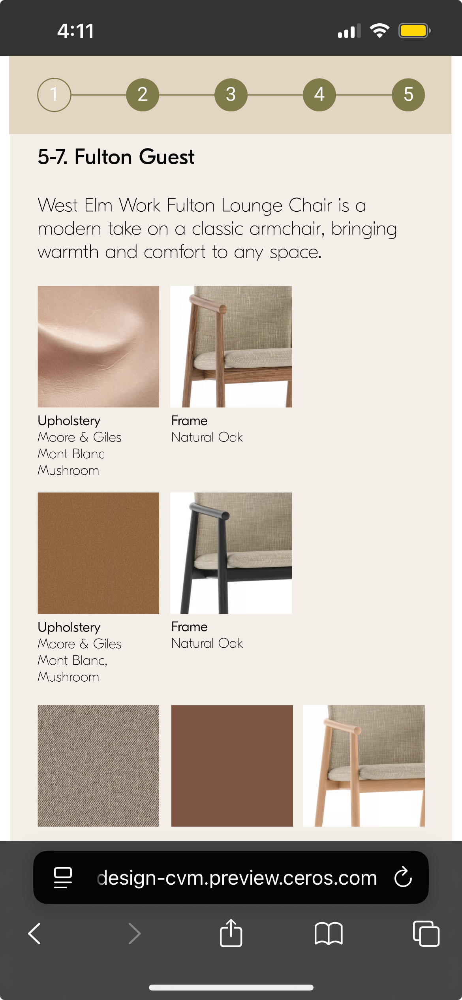 4:11
1 2 3 4 5
5-7. Fulton Guest
West Elm Work Fulton Lounge Chair is a
modern take on a classic armchair, bringing
warmth and comfort to any space.
Upholstery
Moore & Giles
Mont Blanc
Mushroom
Frame
Natural Oak
Upholstery
Moore & Giles
Mont Blanc,
Mushroom
Frame
Natural Oak
design-cvm.preview.ceros.com